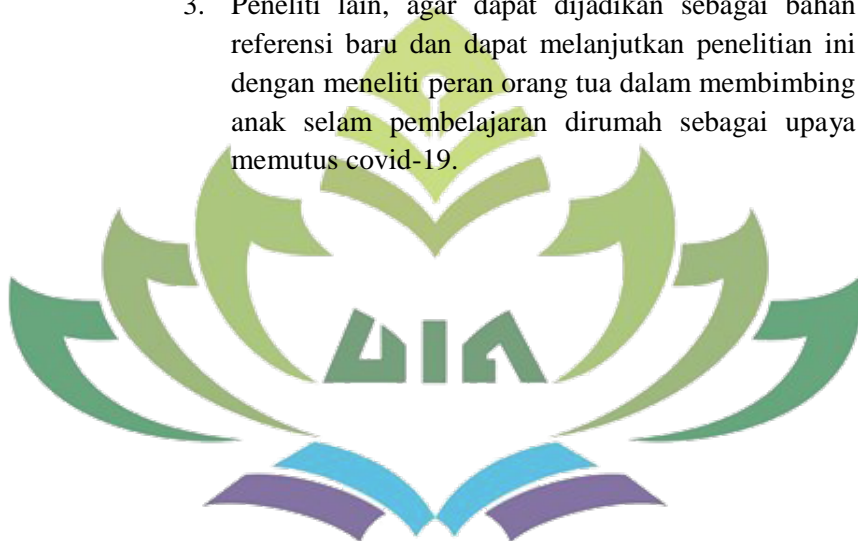 3. Peneliti lain, agar dapat dijadikan sebagai bahan
referensi baru dan dapat melanjutkan penelitian ini
dengan meneliti peran orang tua dalam membimbing
anak selam pembelajaran dirumah sebagai upaya
memutus covid-19.
UIN